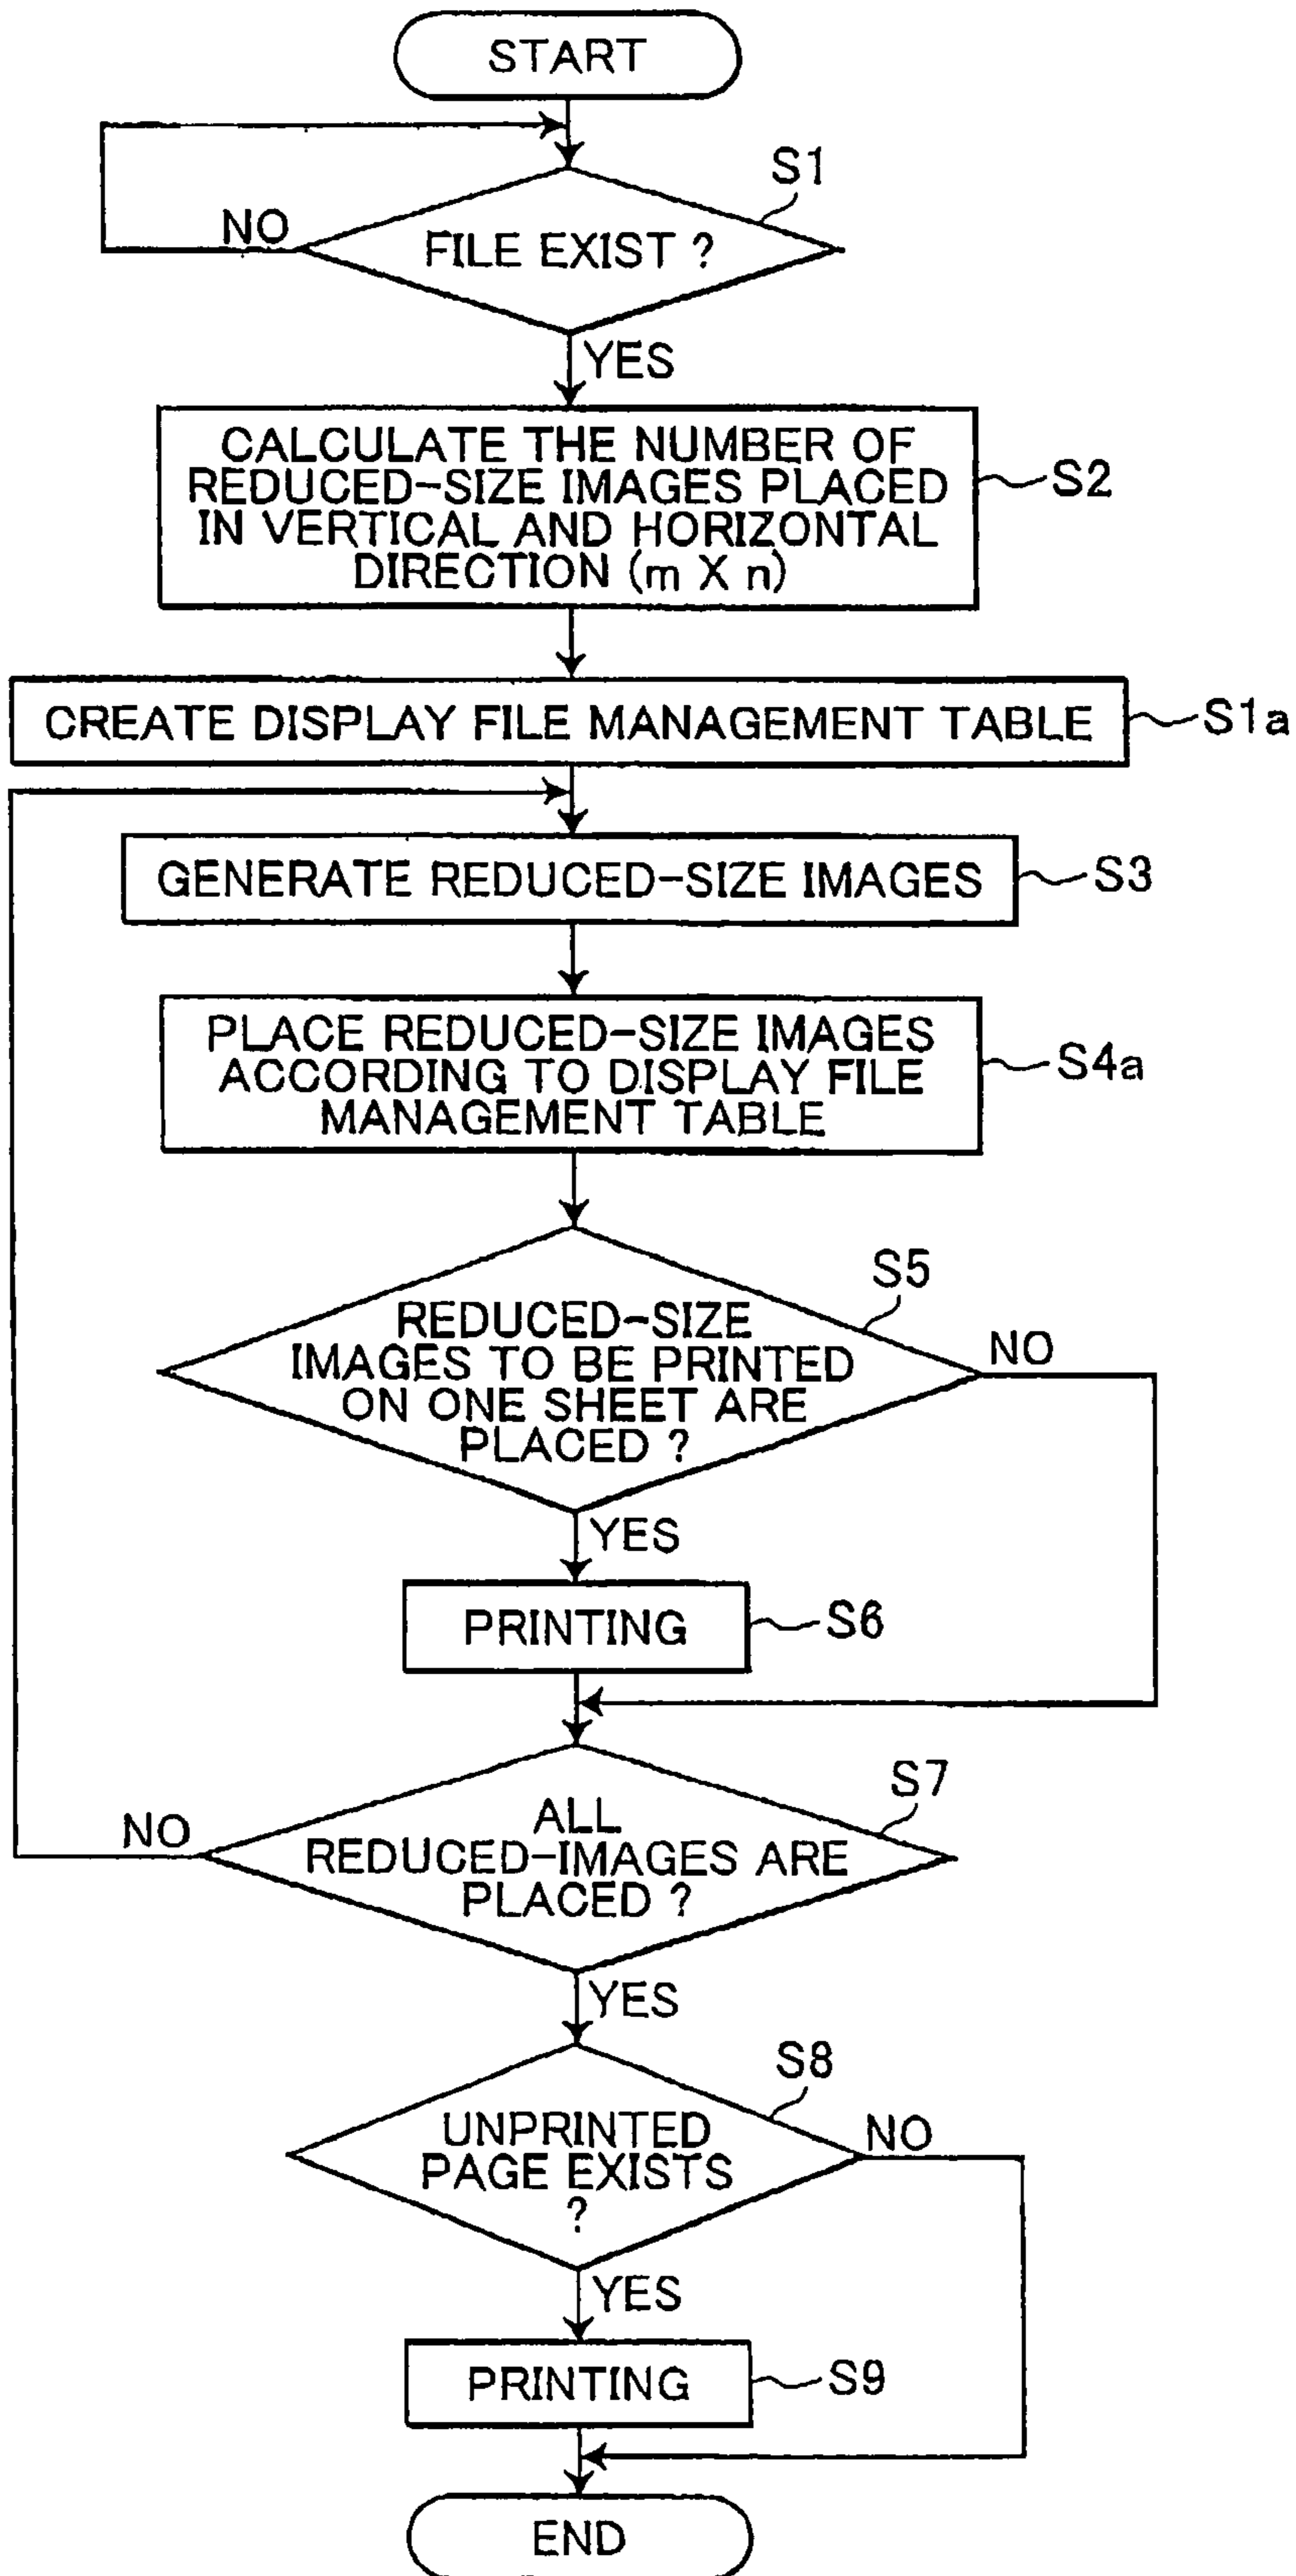 START
S1
NO
FILE EXIST ?
YES
CALCULATE THE NUMBER OF
REDUCED-SIZE IMAGES PLACED
IN VERTICAL AND HORIZONTAL
DIRECTION (m X n)
S2
CREATE DISPLAY FILE MANAGEMENT TABLE
S1a
GENERATE REDUCED-SIZE IMAGES
S3
PLACE REDUCED-SIZE IMAGES
ACCORDING TO DISPLAY FILE
MANAGEMENT TABLE
S4a
S5
REDUCED-SIZE
IMAGES TO BE PRINTED
ON ONE SHEET ARE
PLACED ?
NO
YES
PRINTING
S6
S7
NO
ALL
REDUCED-IMAGES ARE
PLACED ?
YES
S8
UNPRINTED
PAGE EXISTS
?
NO
YES
PRINTING
S9
END